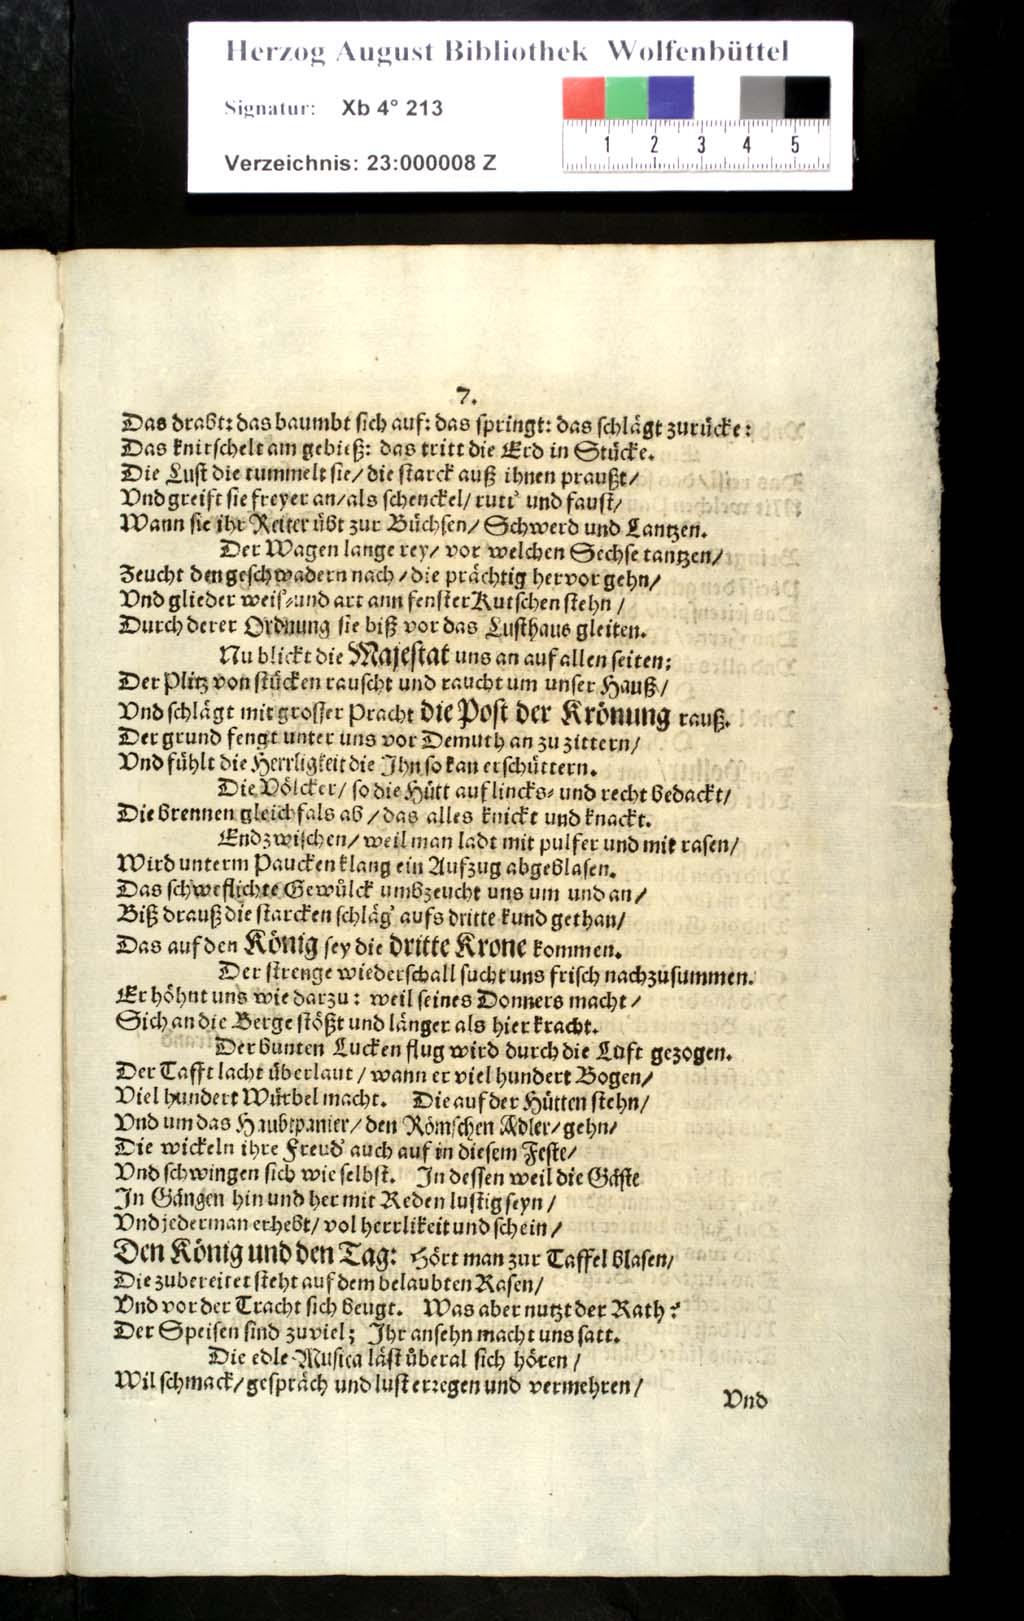 Herzog August Bibliothek Wolfenbüttel
Signatur: Xb 4° 213
Verzeichnis: 23:000008 Z
1 2 3 4 5
7.
Das drabt: das baumbt sich auf: das springt: das schlägt zurücke:
Das knirschelt am gebieß: das tritt die Erd in Stücke.
Die Lust die tummelt sie/ die starck auß ihnen praußt/
Vnd greift sie freyer an/ als schenckel/ rutt' und faust/
Wann sie ihr Reiter übt zur Büchsen/ Schwerd und Lantzen.
Der Wagen lange rey/ vor welchen Sechse tantzen/
Zeucht den geschwadern nach/ die prächtig hervor gehn/
Vnd glieder weis'- und art ann fenster Kutschen stehn/
Durch derer Ordnung sie biß vor das Lusthaus gleiten.
Nu blickt die Majestat uns an auf allen seiten;
Der Plitz von stücken rauscht und raucht um unser Hauß/
Vnd schlägt mit grosser Pracht die Post der Krönung rauß.
Der grund fengt unter uns vor Demuth an zu zittern/
Vnd fühlt die Herrligkeit die Ihn so kan erschüttern.
Die Völcker/ so die Hütt auf lincks- und recht bedackt/
Die brennen gleichfals ab/ das alles knickt und knackt.
Endzwischen/ weil man ladt mit pulfer und mit rasen/
Wird unterm Pauckenklang ein Aufzug abgeblasen.
Das schweflichte Gewülck umbzeucht uns um und an/
Biß drauß die starcken schläg' aufs dritte kund gethan/
Das auf den König sey die dritte Krone kommen.
Der strenge wiederschall sucht uns frisch nachzusummen.
Er höhnt uns wie darzu: weil seines Donners macht/
Sich an die Berge stößt und länger als hier kracht.
Der bunten Lucken flug wird durch die Luft gezogen.
Der Tafft lacht überlaut/ wann er viel hundert Bogen/
Viel hundert Würbel macht. Die auf der Hütten stehn/
Vnd um das Haubtpanier/ den Römschen Adler/ gehn/
Die wickeln ihre Freud' auch auf in diesem Feste/
Vnd schwingen sich wie selbst. In dessen weil die Gäste
In Gängen hin und her mit Reden lustig seyn/
Vnd jederman erhebt/ vol herrlikeit und schein/
Den König und den Tag: Hört man zur Taffel blasen/
Die zubereitet steht auf dem belaubten Rasen/
Vnd vor der Tracht sich beugt. Was aber nutzt der Rath?
Der Speisen sind zuviel; Ihr ansehn macht uns satt.
Die edle Musica läst überal sich hören/
Wil schmack/ gespräch und lust erregen und vermehren/
Vnd